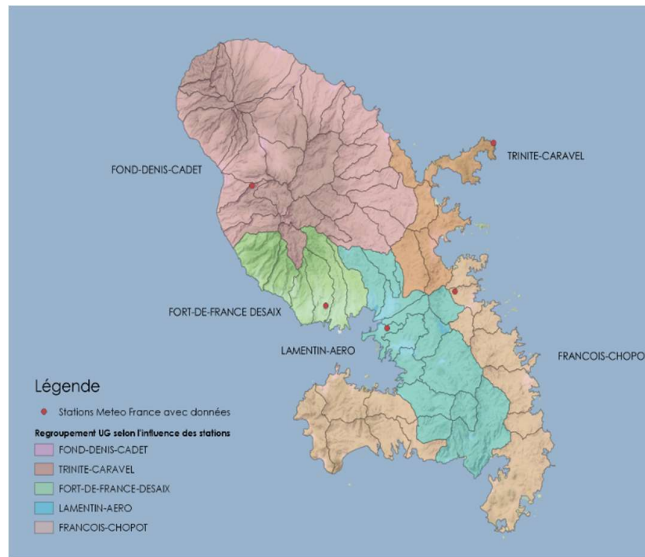 TRINITE-CARAVEL
FOND-DENIS-CADET
FORT-DE-FRANCE DESAIX
LAMENTIN-AERO
FRANCOIS-CHOPO
Légende
Stations Meteo France avec données
Regroupement UG selon l'influence des stations
FOND-DENIS-CADET
TRINITE-CARAVEL
FORT-DE-FRANCE-DESAIX
LAMENTIN-AERO
FRANCOIS-CHOPOT